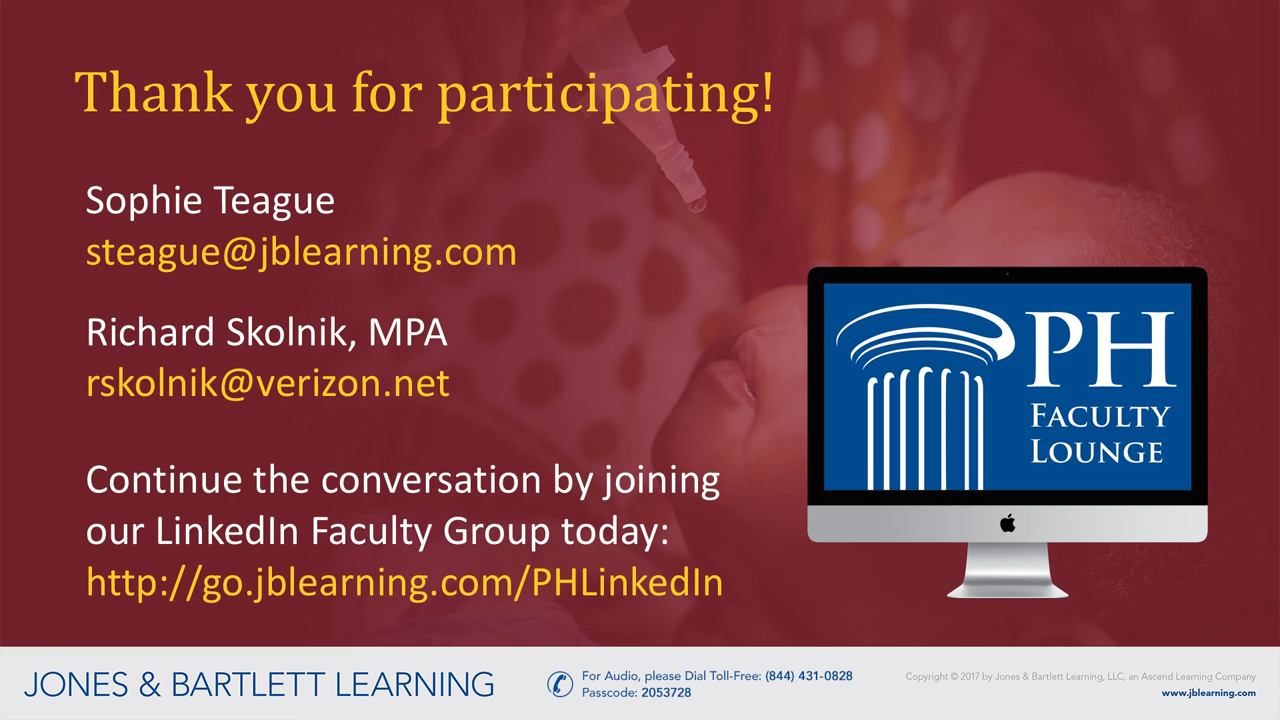 Thank you for participating!
Sophie Teague
steague@jblearning.com
Richard Skolnik, MPA
rskolnik@verizon.net
Continue the conversation by joining
our LinkedIn Faculty Group today:
http://go.jblearning.com/PHLinkedIn
PH
FACULTY
LOUNGE
JONES & BARTLETT LEARNING
For Audio, please Dial Toll-Free: (844) 431-0828
Passcode: 2053728
Copyright © 2017 by Jones & Bartlett Learning, LLC, an Ascend Learning Company
www.jblearning.com